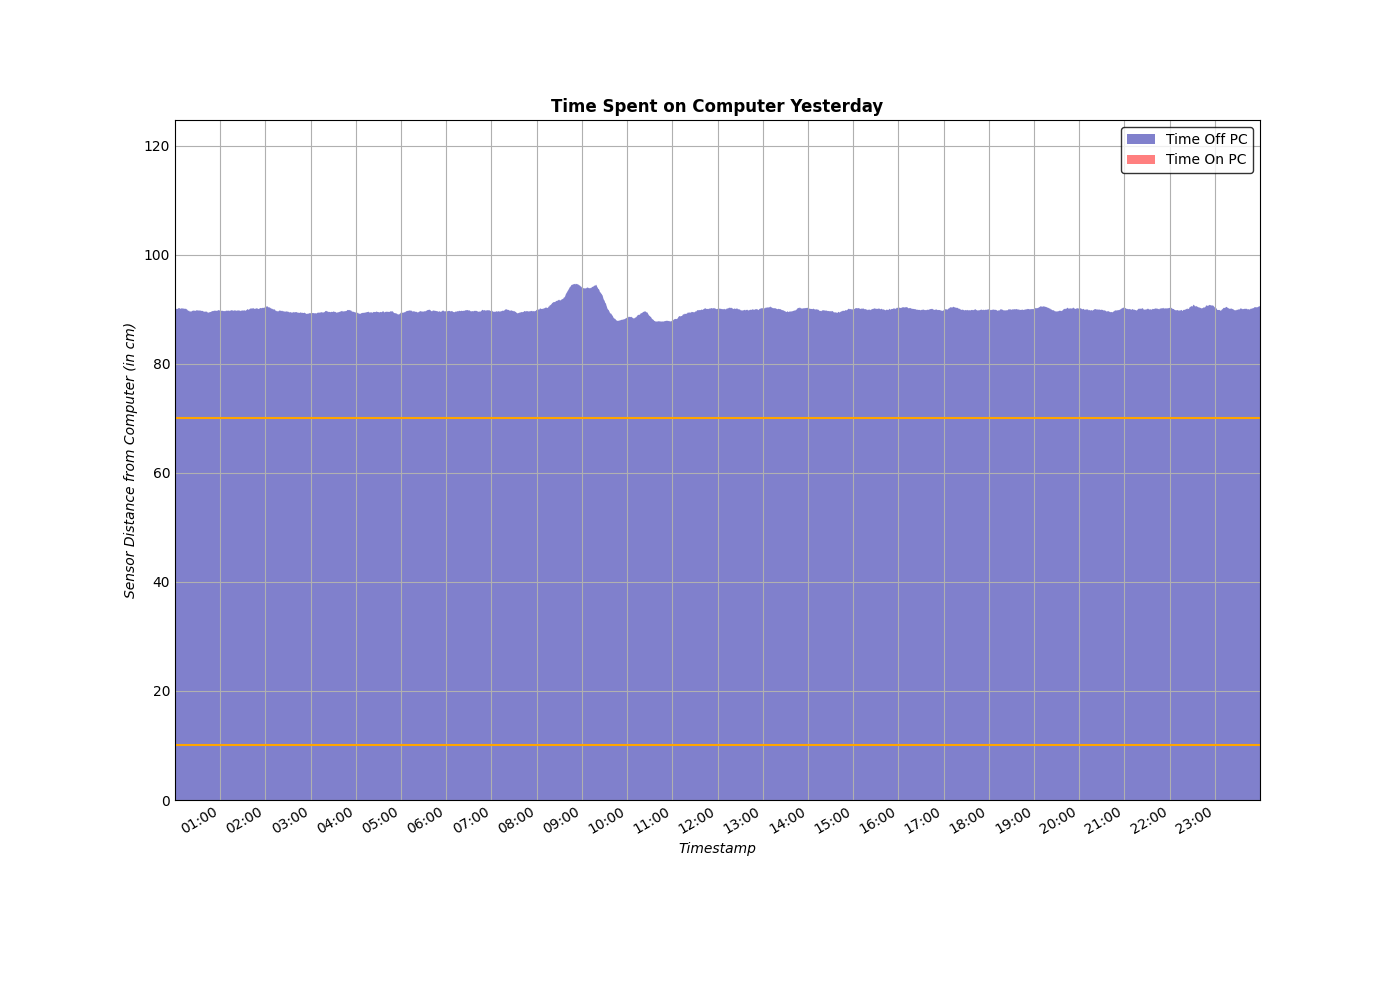 Time Spent on Computer Yesterday
Time Off PC
Time On PC
Sensor Distance from Computer (in cm)
120
100
80
60
40
20
0
01:00 02:00 03:00 04:00 05:00 06:00 07:00 08:00 09:00 10:00 11:00 12:00 13:00 14:00 15:00 16:00 17:00 18:00 19:00 20:00 21:00 22:00 23:00
Timestamp